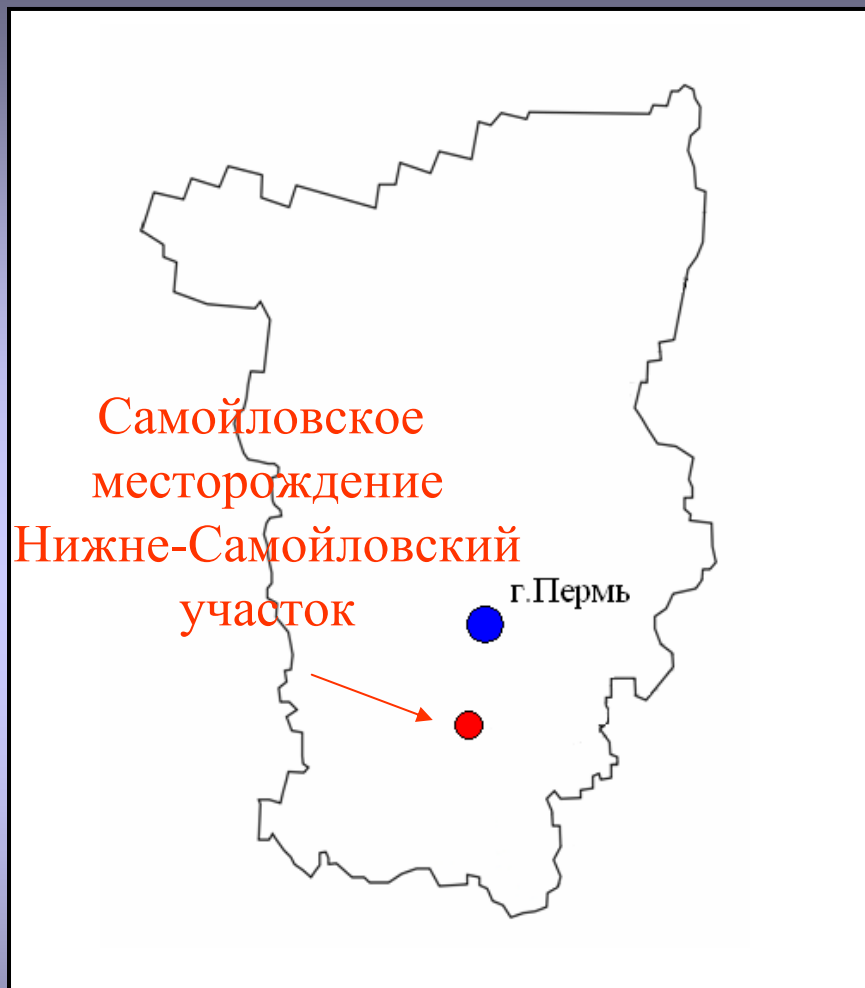 Самойловское
месторождение
Нижне-Самойловский
участок
г.Пермь